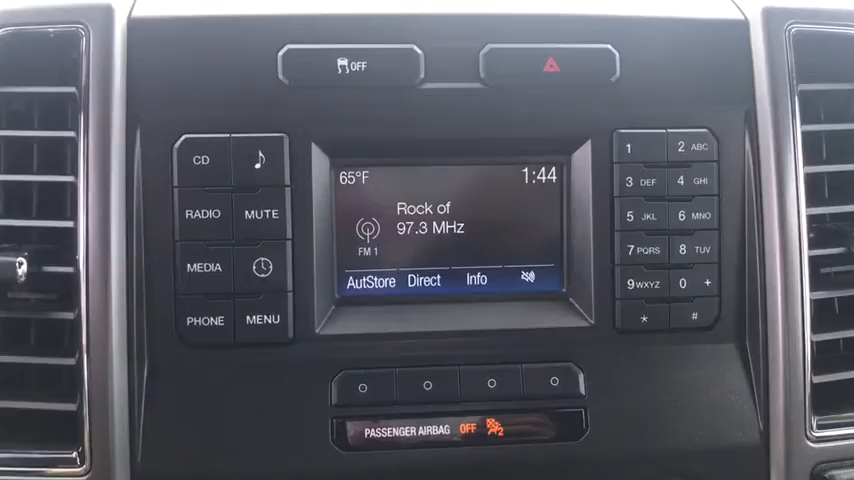 OFF
CD
RADIO MUTE
MEDIA
PHONE MENU
65°F 1:44
Rock of
97.3 MHz
FM 1
AutStore Direct Info
1 2 ABC
3 DEF 4 GHI
5 JKL 6 MNO
7 PQRS 8 TUV
9 WXYZ 0 +
* #
PASSENGER AIRBAG OFF 2